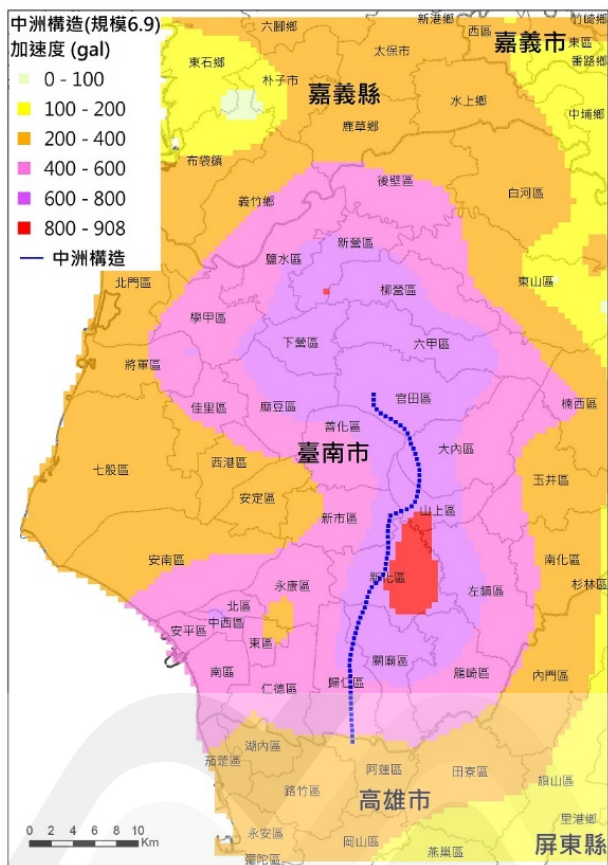 中洲構造(規模6.9)
加速度 (gal)
0 - 100
100 - 200
200 - 400
400 - 600
600 - 800
800 - 908
中洲構造
六腳鄉
新港鄉
西區
竹崎鄉
嘉義市
東區
太保市
番路鄉
東石鄉
朴子市
嘉義縣
水上鄉
中埔鄉
鹿草鄉
布袋鎮
後壁區
義竹鄉
白河區
新營區
鹽水區
北門區
柳營區
東山區
學甲區
下營區
六甲區
將軍區
官田區
佳里區
麻豆區
楠西區
善化區
臺南市
大內區
西港區
七股區
玉井區
安定區
新市區
山上區
安南區
南化區
新化區
杉林區
永康區
左鎮區
北區
中西區
安平區
東區
關廟區
南區
龍崎區
內門區
仁德區
歸仁區
湖內區
茄萣區
阿蓮區
田寮區
旗山區
路竹區
高雄市
里港鄉
永安區
岡山區
屏東縣
燕巢區
彌陀區
0 2 4 6 8 10
Km